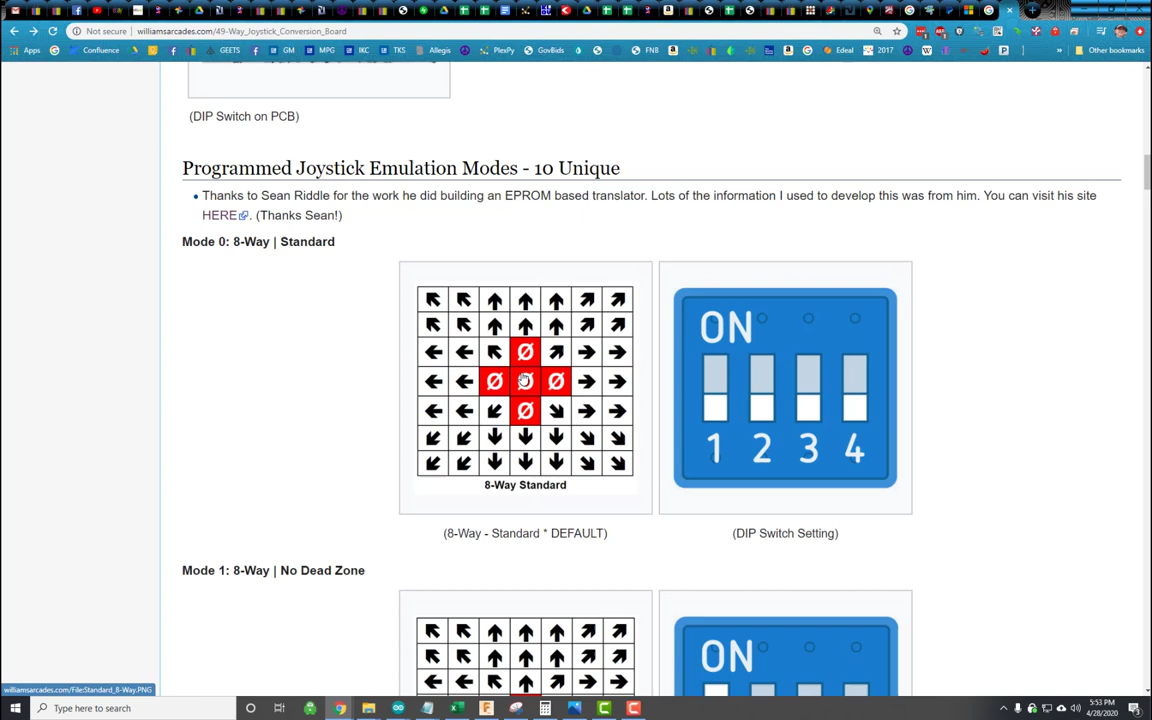 Not secure | williamsarcades.com/49-Way_Joystick_Conversion_Board
Apps Confluence GEETS GM MPG IKC TKS Allegis PlexPy GovBids FNB Edeal 2017 » Other bookmarks
(DIP Switch on PCB)
Programmed Joystick Emulation Modes - 10 Unique
Thanks to Sean Riddle for the work he did building an EPROM based translator. Lots of the information I used to develop this was from him. You can visit his site
HERE. (Thanks Sean!)
Mode 0: 8-Way | Standard
Ø
Ø Ø Ø
Ø
8-Way Standard
ON
1 2 3 4
(8-Way - Standard * DEFAULT)
(DIP Switch Setting)
Mode 1: 8-Way | No Dead Zone
ON
williamsarcades.com/File:Standard_8-Way.PNG
Type here to search
5:53 PM
4/28/2020